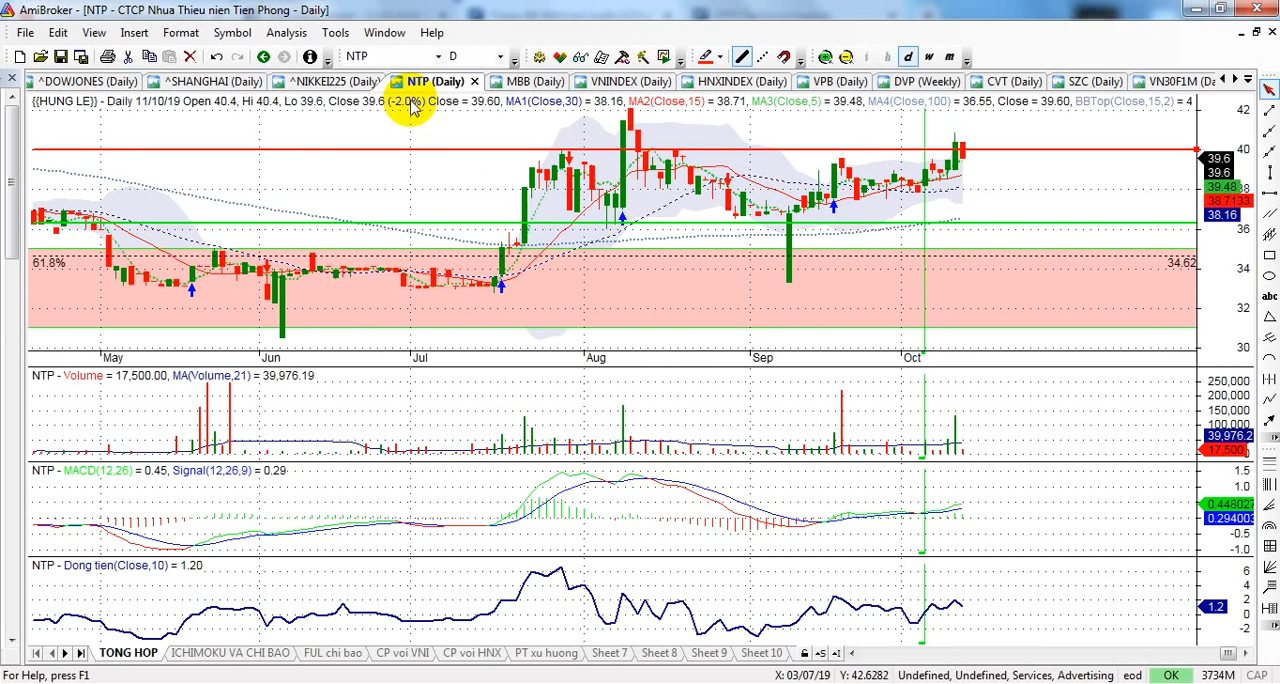 AmiBroker - [NTP - CTCP Nhua Thieu nien Tien Phong - Daily]
File Edit View Insert Format Symbol Analysis Tools Window Help
NTP D i h d w m
^DOWJONES (Daily) ^SHANGHAI (Daily) ^NIKKEI225 (Daily) NTP (Daily) MBB (Daily) VNINDEX (Daily) HNXINDEX (Daily) VPB (Daily) DVP (Weekly) CVT (Daily) SZC (Daily) VN30F1M (Da
{{HUNG LE}} - Daily 11/10/19 Open 40.4, Hi 40.4, Lo 39.6, Close 39.6 (-2.0%) Close = 39.60, MA1(Close,30) = 38.16, MA2(Close,15) = 38.71, MA3(Close,5) = 39.48, MA4(Close,100) = 36.55, Close = 39.60, BBTop(Close,15,2) = 4
42
40
39.6
39.6
39.48
38
38.7133
38.16
36
61.8% 34.62
34
32
30
May Jun Jul Aug Sep Oct
NTP - Volume = 17,500.00, MA(Volume,21) = 39,976.19
250,000
200,000
150,000
100,000
39,976.2
17,500
NTP - MACD(12,26) = 0.45, Signal(12,26,9) = 0.29
1.5
1.0
0.448027
0.294003
-0.5
-1.0
NTP - Dong tien(Close,10) = 1.20
6
4
2
1.2
0
-2
abc
TONG HOP ICHIMOKU VA CHI BAO FUL chi bao CP voi VNI CP voi HNX PT xu huong Sheet 7 Sheet 8 Sheet 9 Sheet 10
For Help, press F1 X: 03/07/19 Y: 42.6282 Undefined, Undefined, Services, Advertising eod OK 3734M CAP